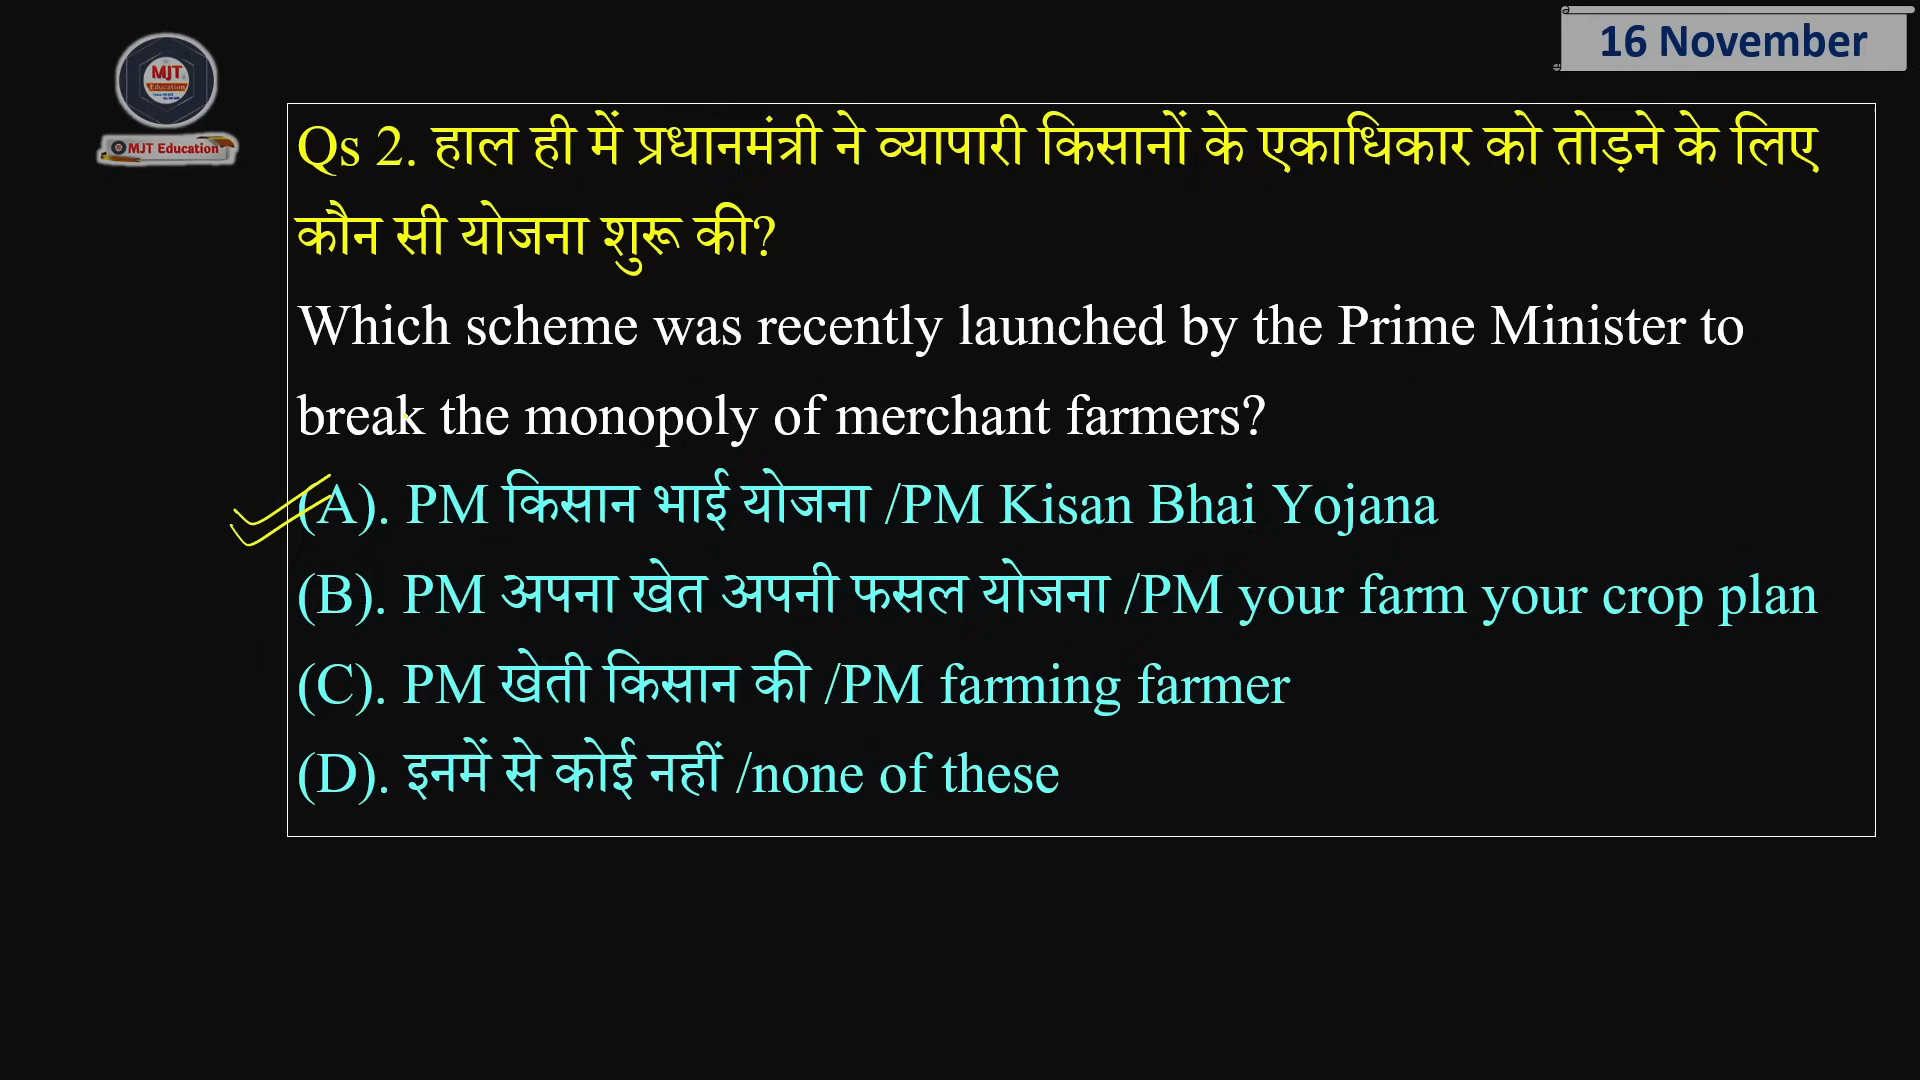 16 November
MJT
Education
MJT Education
Qs 2. हाल ही में प्रधानमंत्री ने व्यापारी किसानों के एकाधिकार को तोड़ने के लिए
कौन सी योजना शुरू की?
Which scheme was recently launched by the Prime Minister to
break the monopoly of merchant farmers?
(A). PM किसान भाई योजना /PM Kisan Bhai Yojana
(B). PM अपना खेत अपनी फसल योजना /PM your farm your crop plan
(C). PM खेती किसान की /PM farming farmer
(D). इनमें से कोई नहीं /none of these